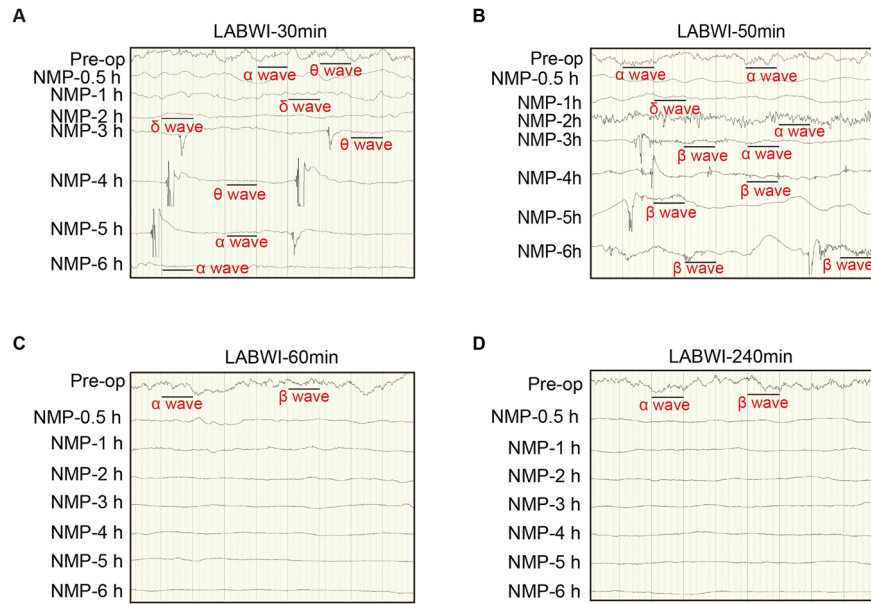 A
LABWI-30min
Pre-op
α wave
θ wave
NMP-0.5 h
NMP-1 h
δ wave
NMP-2 h
δ wave
NMP-3 h
θ wave
NMP-4 h
θ wave
NMP-5 h
α wave
NMP-6 h
α wave
B
LABWI-50min
Pre-op
α wave
α wave
NMP-0.5 h
NMP-1h
δ wave
NMP-2h
α wave
NMP-3h
β wave
α wave
NMP-4h
β wave
NMP-5h
β wave
NMP-6h
β wave
β wave
C
LABWI-60min
Pre-op
α wave
β wave
NMP-0.5 h
NMP-1 h
NMP-2 h
NMP-3 h
NMP-4 h
NMP-5 h
NMP-6 h
D
LABWI-240min
Pre-op
α wave
β wave
NMP-0.5 h
NMP-1 h
NMP-2 h
NMP-3 h
NMP-4 h
NMP-5 h
NMP-6 h